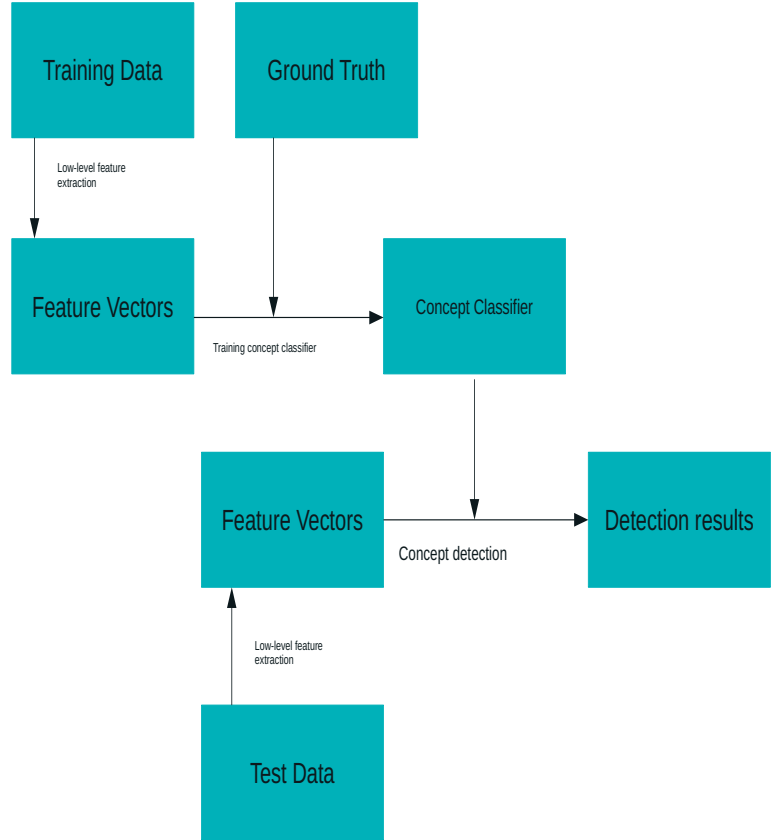 Training Data
Ground Truth
Low-level feature
extraction
Feature Vectors
Concept Classifier
Training concept classifier
Feature Vectors
Detection results
Concept detection
Low-level feature
extraction
Test Data